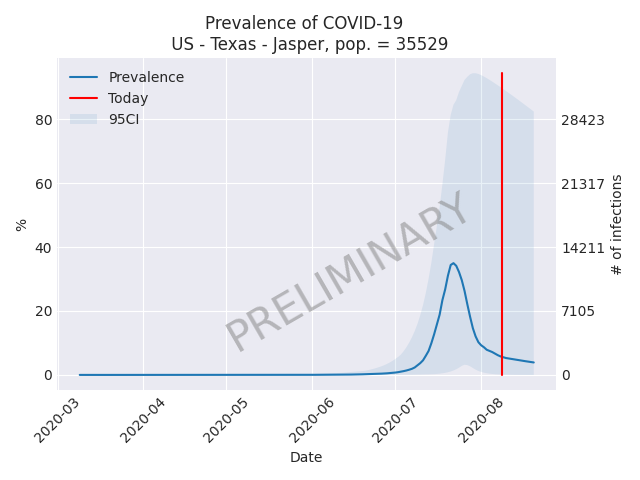 Prevalence of COVID-19
US - Texas - Jasper, pop. = 35529
Prevalence
Today
95CI
80
60
40
20
0
%
28423
21317
14211
7105
0
# of infections
PRELIMINARY
2020-03
2020-04
2020-05
2020-06
2020-07
2020-08
Date